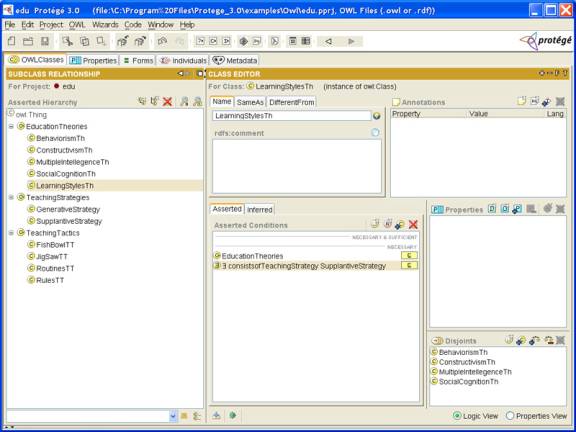 edu Protégé 3.0 (file:\C:\Program%20Files\Protege_3.0\examples\Owl\edu.pprj, OWL Files (.owl or .rdf))
File Edit Project OWL Wizards Code Window Help
protégé
OWLClasses Properties Forms Individuals Metadata
SUBCLASS RELATIONSHIP
For Project: edu
Asserted Hierarchy
owl:Thing
EducationTheories
BehaviorismTh
ConstructivismTh
MultipleIntellegenceTh
SocialCognitionTh
LearningStylesTh
TeachingStrategies
GenerativeStrategy
SupplantiveStrategy
TeachingTactics
FishBowlTT
JigSawTT
RoutinesTT
RulesTT
CLASS EDITOR
For Class: LearningStylesTh (instance of owl:Class)
Name SameAs DifferentFrom
LearningStylesTh
rdfs:comment
Annotations
Property Value Lang
Asserted Inferred
Asserted Conditions
NECESSARY & SUFFICIENT
NECESSARY
EducationTheories
∃ consistsofTeachingStrategy SupplantiveStrategy
Properties
Disjoints
BehaviorismTh
ConstructivismTh
MultipleIntellegenceTh
SocialCognitionTh
Logic View Properties View